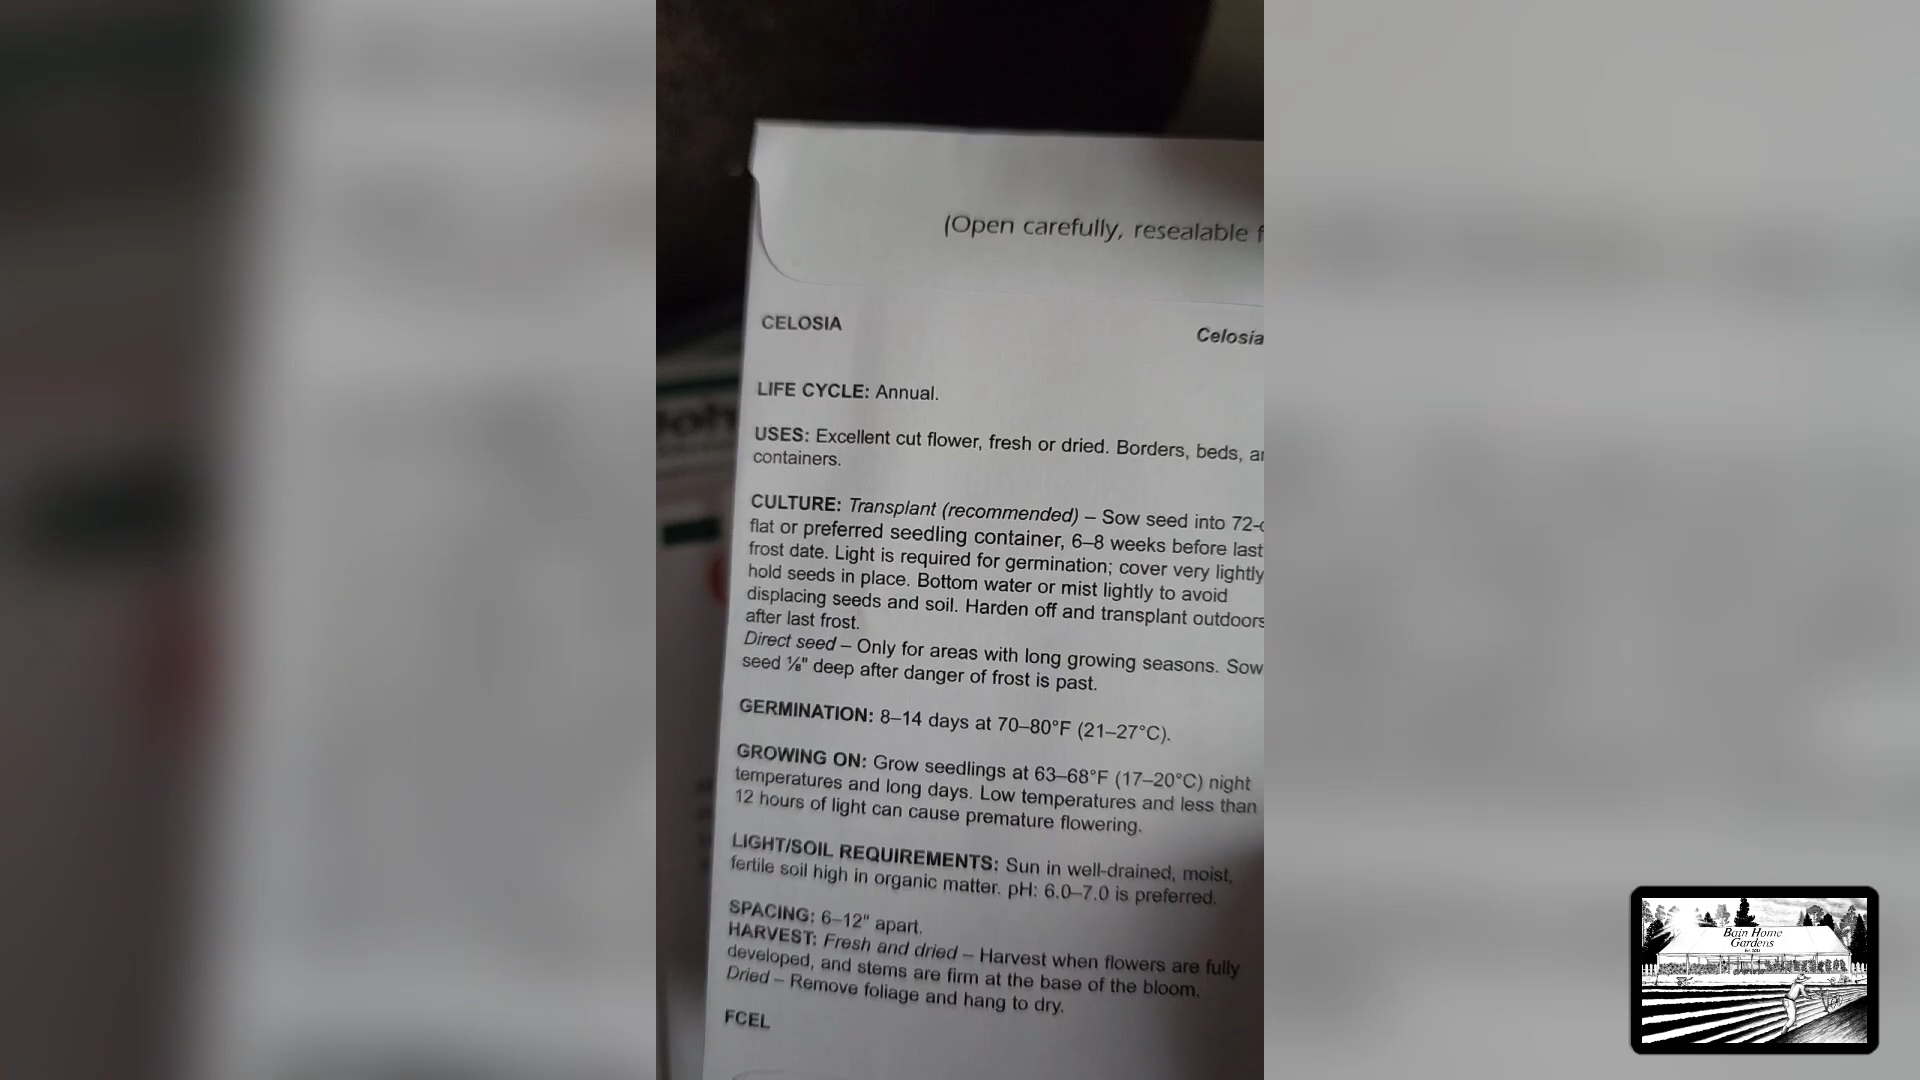 (Open carefully, resealable
CELOSIA
Celosia
LIFE CYCLE: Annual.
USES: Excellent cut flower, fresh or dried. Borders, beds,
containers.
CULTURE: Transplant (recommended) – Sow seed into 72-
flat or preferred seedling container, 6–8 weeks before last
frost date. Light is required for germination; cover very lightly
hold seeds in place. Bottom water or mist lightly to avoid
displacing seeds and soil. Harden off and transplant outdoors
after last frost.
Direct seed – Only for areas with long growing seasons. Sow
seed ⅛" deep after danger of frost is past.
GERMINATION: 8–14 days at 70–80°F (21–27°C).
GROWING ON: Grow seedlings at 63–68°F (17–20°C) night
temperatures and long days. Low temperatures and less than
12 hours of light can cause premature flowering.
LIGHT/SOIL REQUIREMENTS: Sun in well-drained, moist,
fertile soil high in organic matter. pH: 6.0–7.0 is preferred.
SPACING: 6–12" apart.
HARVEST: Fresh and dried – Harvest when flowers are fully
developed, and stems are firm at the base of the bloom.
Dried – Remove foliage and hang to dry.
FCEL
Bain Home
Gardens